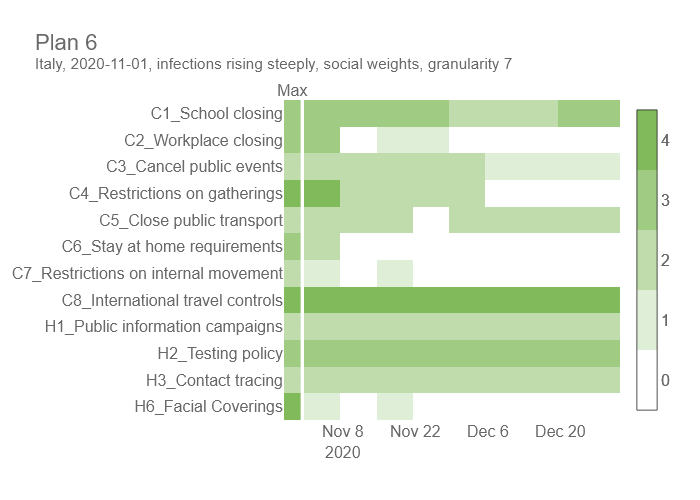 Plan 6
Italy, 2020-11-01, infections rising steeply, social weights, granularity 7
Max
C1_School closing
C2_Workplace closing
C3_Cancel public events
C4_Restrictions on gatherings
C5_Close public transport
C6_Stay at home requirements
C7_Restrictions on internal movement
C8_International travel controls
H1_Public information campaigns
H2_Testing policy
H3_Contact tracing
H6_Facial Coverings
Nov 8 Nov 22 Dec 6 Dec 20
2020
4
3
2
1
0